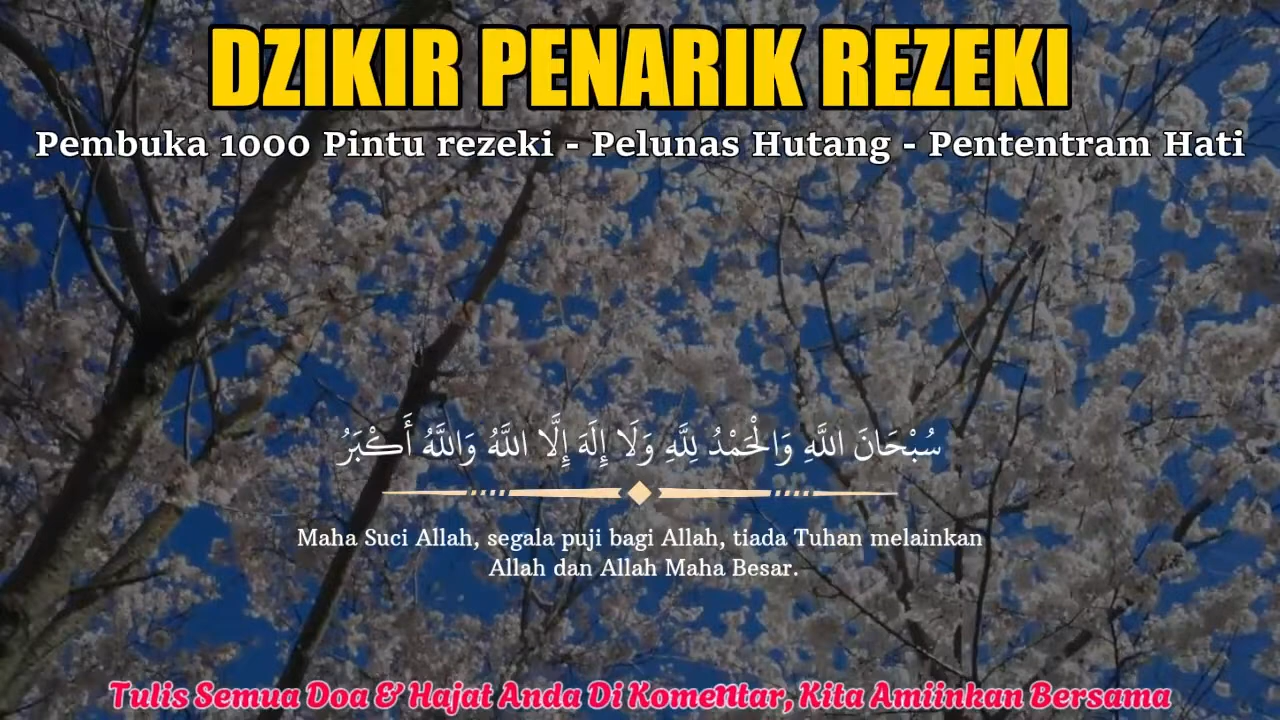 DZIKIR PENARIK REZEKI
Pembuka 1000 Pintu rezeki - Pelunas Hutang - Pententram Hati
سُبْحَانَ اللَّهِ وَالْحَمْدُ لِلَّهِ وَلَا إِلَهَ إِلَّا اللَّهُ وَاللَّهُ أَكْبَرُ
Maha Suci Allah, segala puji bagi Allah, tiada Tuhan melainkan
Allah dan Allah Maha Besar.
Tulis Semua Doa & Hajat Anda Di Komentar, Kita Amiinkan Bersama